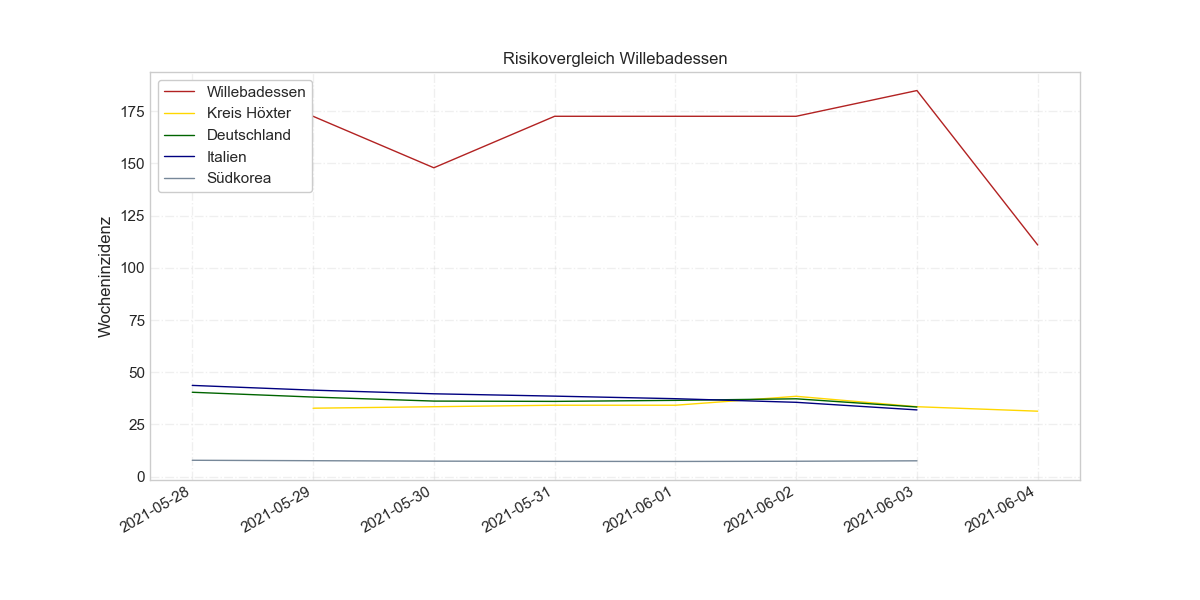 Risikovergleich Willebadessen
Willebadessen
Kreis Höxter
Deutschland
Italien
Südkorea
Wocheninzidenz
175
150
125
100
75
50
25
0
2021-05-28
2021-05-29
2021-05-30
2021-05-31
2021-06-01
2021-06-02
2021-06-03
2021-06-04